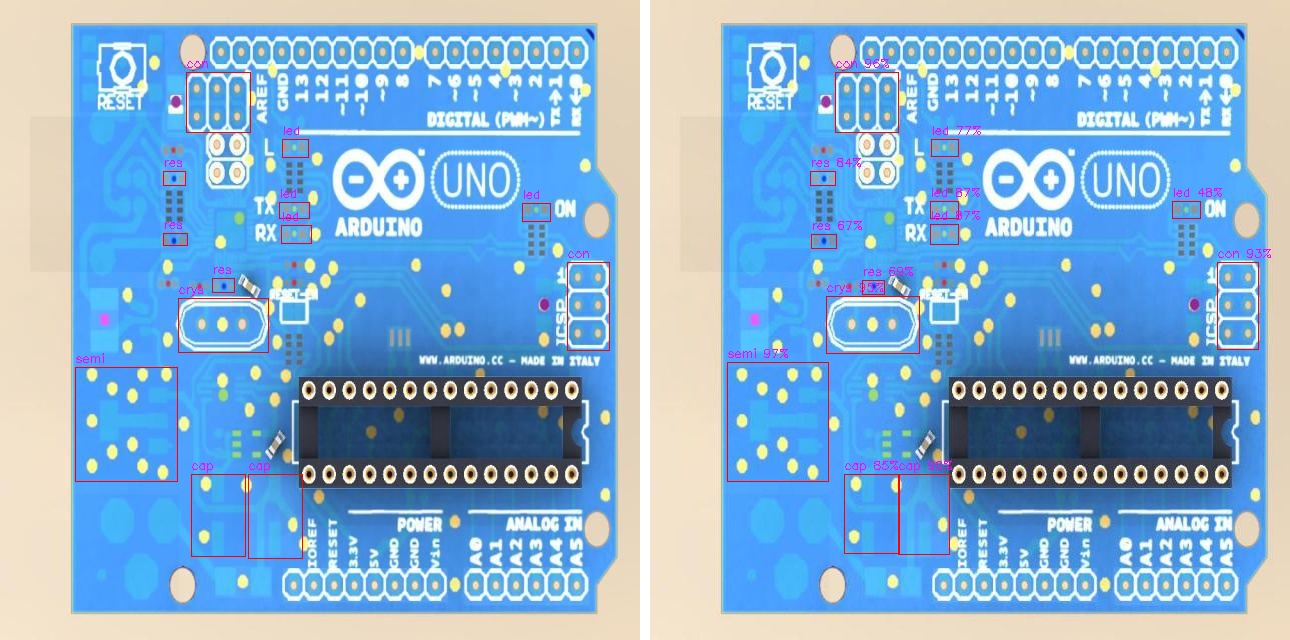 con
RESET
AREF
GND
13
12
~11
~10
~9
8
7
~6
~5
4
~3
2
TX→1
RX←0
DIGITAL (PWM~)
res
led
L
UNO
led
TX
led
RX
ARDUINO
led
ON
res
con
res
crys
RESET-EN
ICSP
semi
WWW.ARDUINO.CC - MADE IN ITALY
cap
cap
IOREF
RESET
3.3V
5V
GND
GND
Vin
POWER
ANALOG IN
A0
A1
A2
A3
A4
A5
con 96%
RESET
AREF
GND
13
12
~11
~10
~9
8
7
~6
~5
4
~3
2
TX→1
RX←0
DIGITAL (PWM~)
led 77%
L
res 84%
UNO
led 87%
TX
led 87%
RX
ARDUINO
led 48%
ON
res 67%
con 93%
res 69%
crys 95%
ICSP
semi 97%
WWW.ARDUINO.CC - MADE IN ITALY
cap 85%
cap
IOREF
RESET
3.3V
5V
GND
GND
Vin
POWER
ANALOG IN
A0
A1
A2
A3
A4
A5